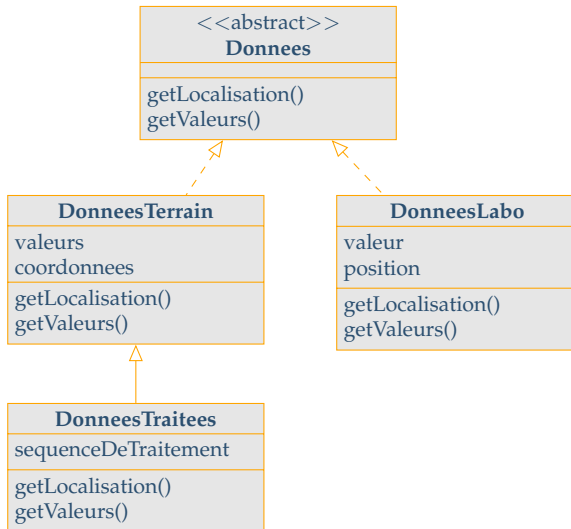 <<abstract>>
Donnees
getLocalisation()
getValeurs()
DonneesTerrain
valeurs
coordonnees
getLocalisation()
getValeurs()
DonneesLabo
valeur
position
getLocalisation()
getValeurs()
DonneesTraitees
sequenceDeTraitement
getLocalisation()
getValeurs()